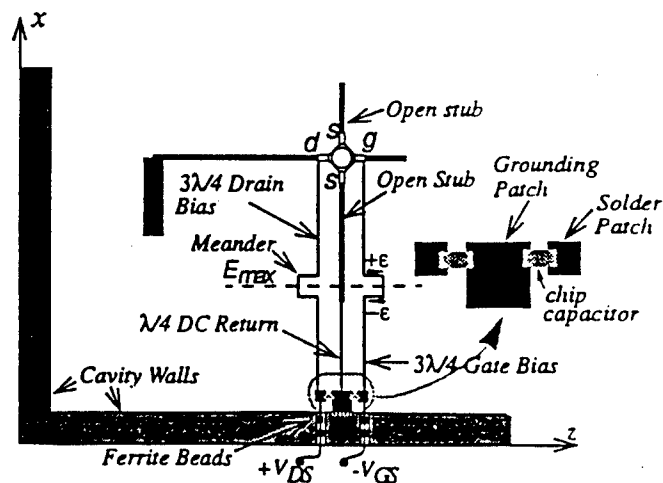 x
Open stub
s
d
g
s
Open Stub
3λ/4 Drain
Bias
Grounding
Patch
Solder
Patch
Meander
Emax
+ε
-ε
chip
capacitor
λ/4 DC Return
3λ/4 Gate Bias
Cavity Walls
Ferrite Beads
+VDS
-VGS
z